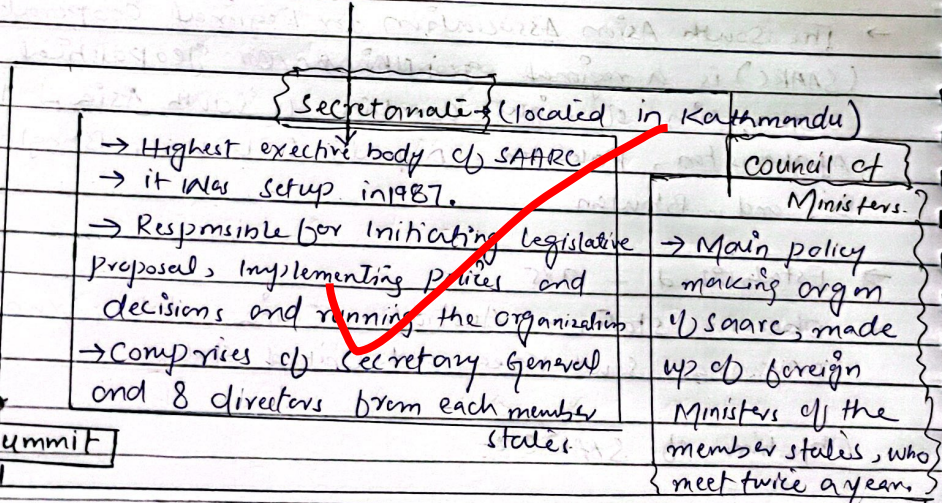 {Secretariate} → (located in Kathmandu)
→ Highest exective body of SAARC
→ it was setup in 1987.
→ Responsible for initiating legislative
proposal, implementing polices and
decisions and running the organization
→ Comprises of Secretary General
and 8 directors from each member
states.
ummit
Council of
Ministers.
→ Main policy
making organ
of saarc, made
up of foreign
Ministers of the
member states, who
meet twice a year.